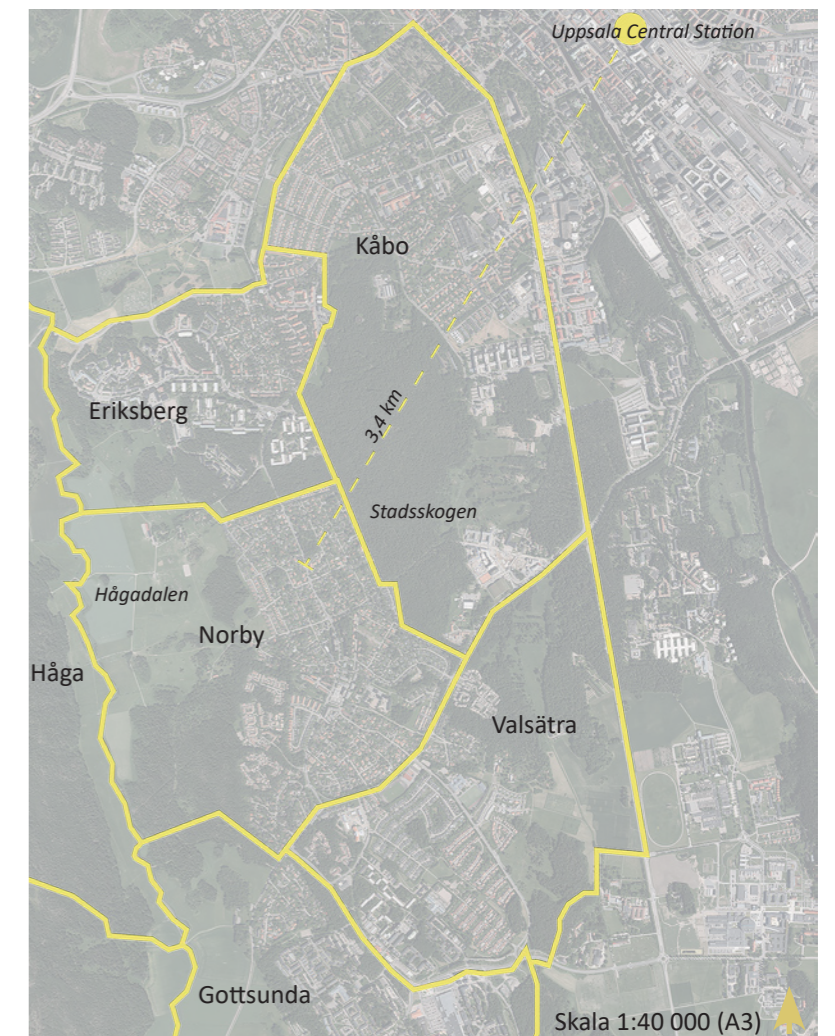 Uppsala Central Station
Kåbo
3,4 km
Eriksberg
Stadsskogen
Hågadalen
Norby
Håga
Valsätra
Gottsunda
Skala 1:40 000 (A3)